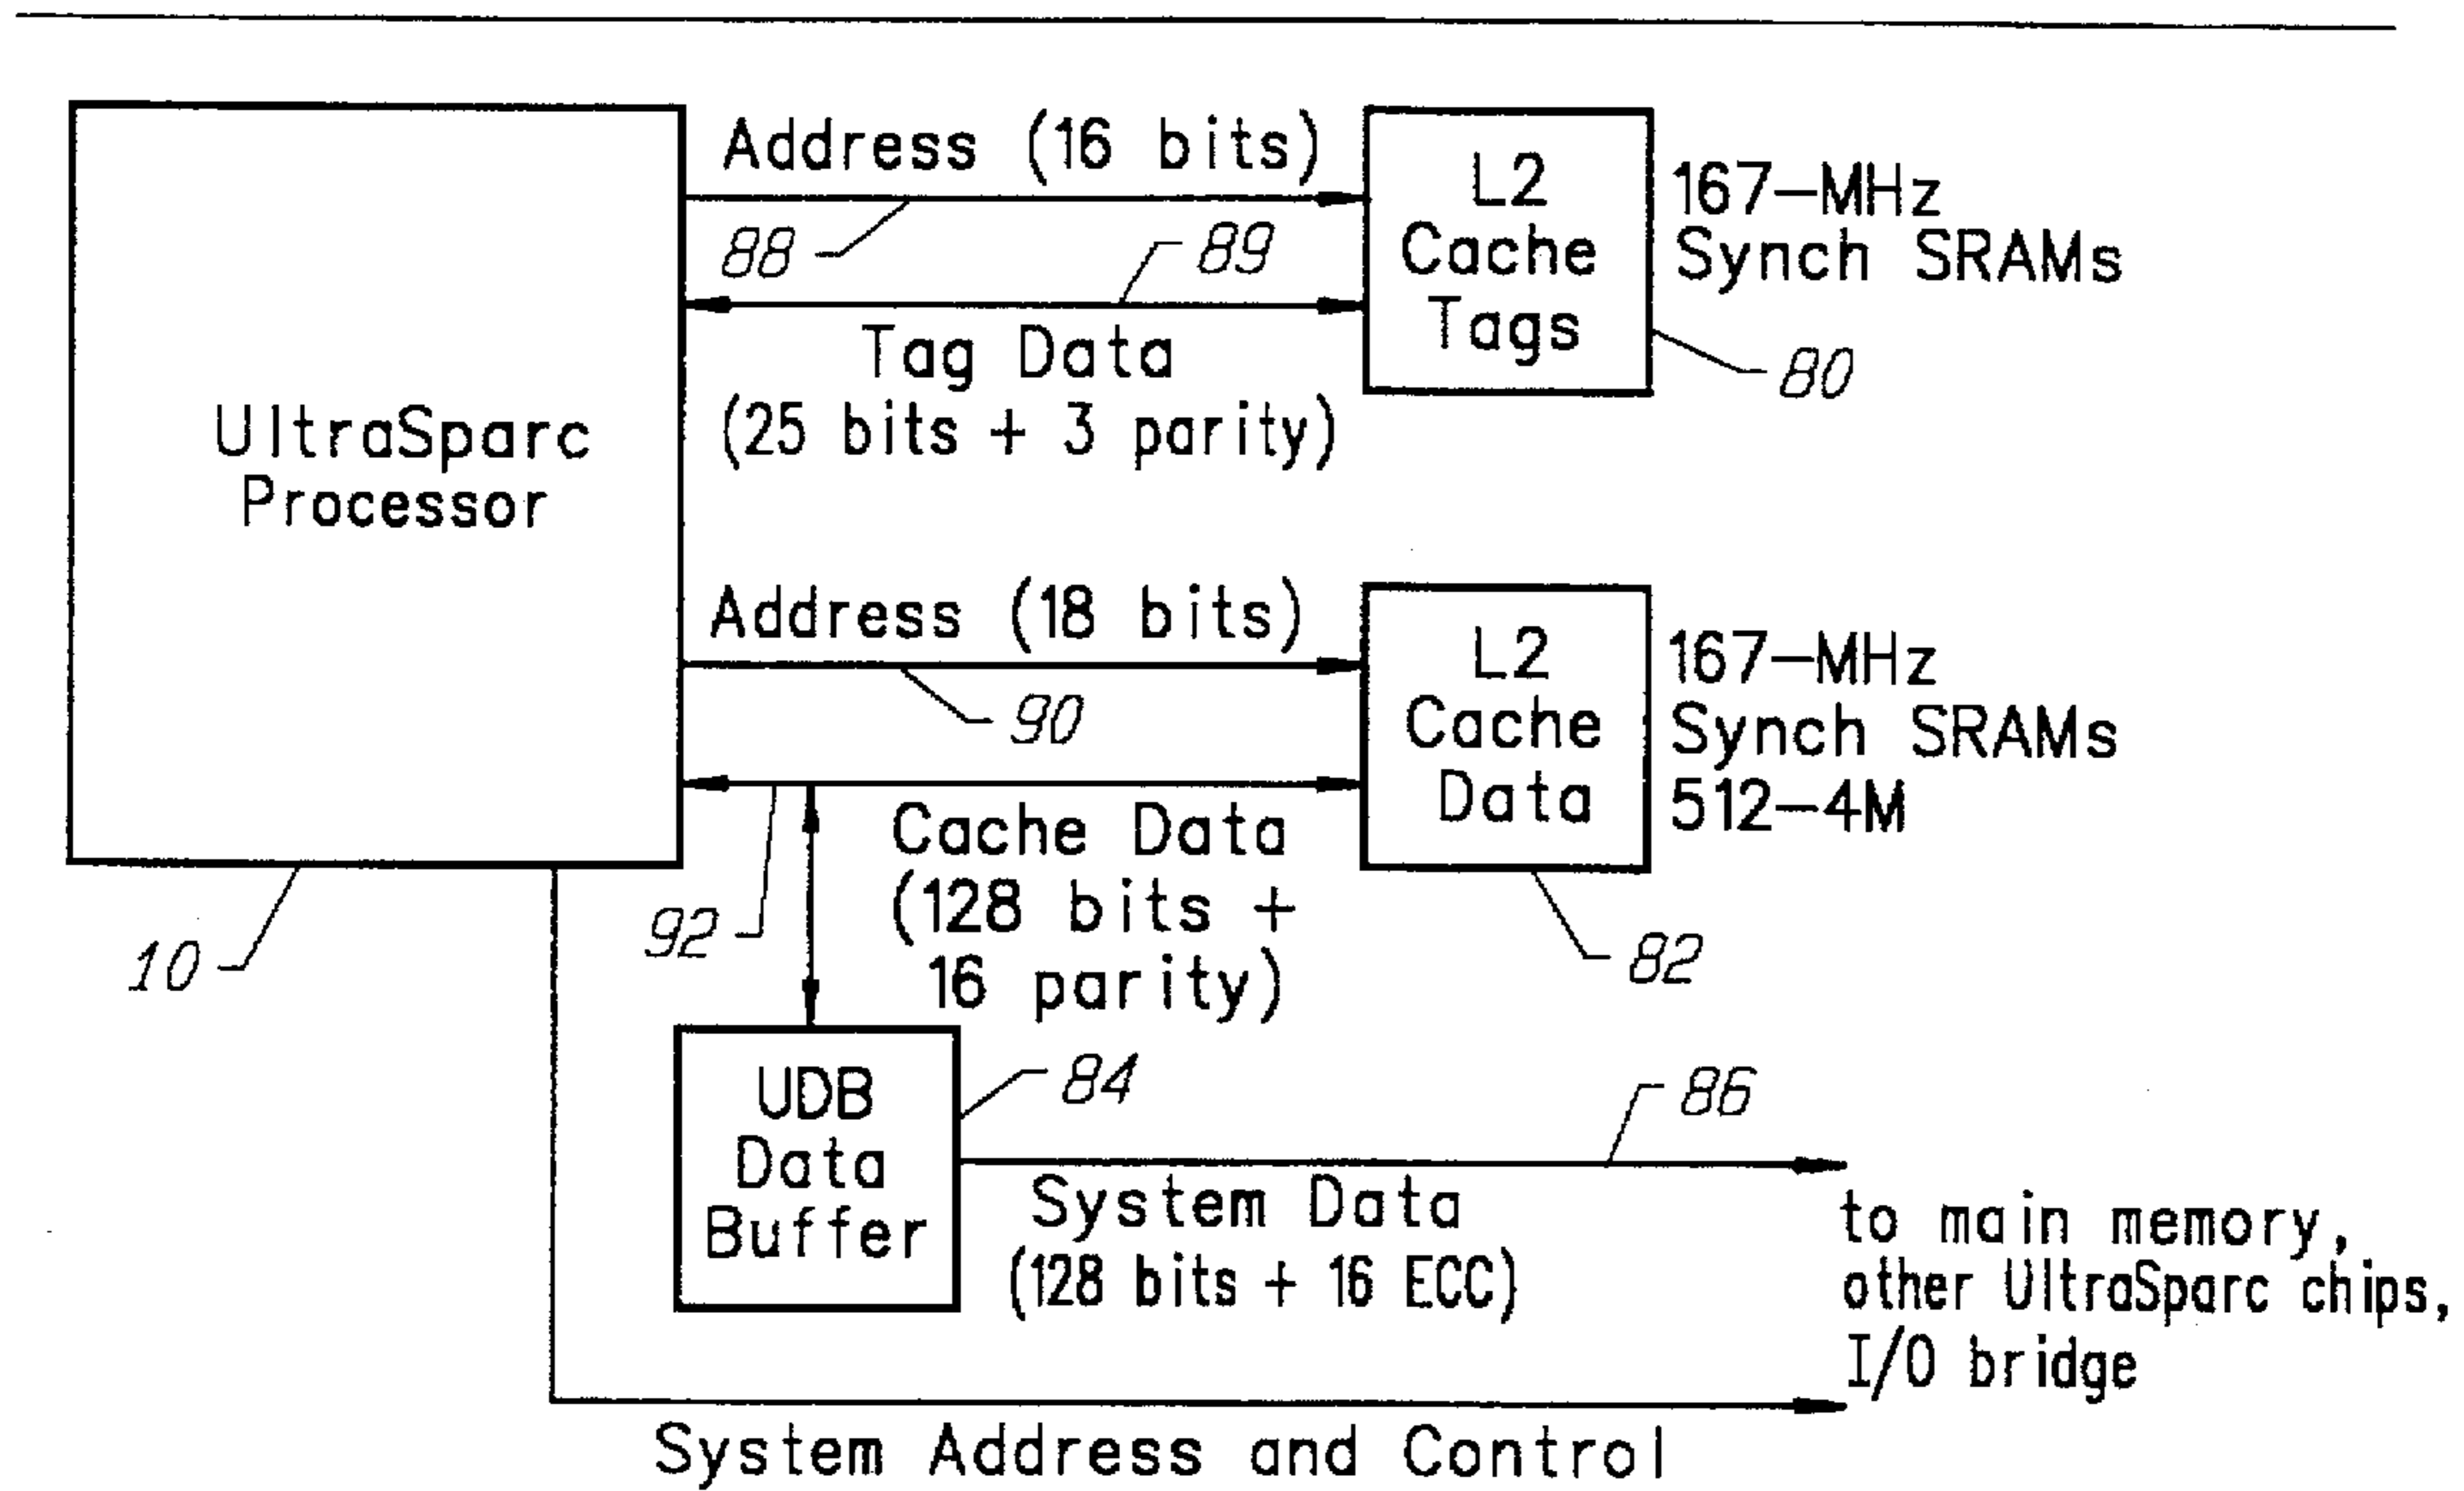 UltraSparc
Processor
10
Address (16 bits)
88
89
Tag Data
(25 bits + 3 parity)
L2
Cache
Tags
167-MHz
Synch SRAMs
80
Address (18 bits)
90
92
Cache Data
(128 bits +
16 parity)
L2
Cache
Data
167-MHz
Synch SRAMs
512-4M
82
UDB
Data
Buffer
84
86
System Data
(128 bits + 16 ECC)
to main memory,
other UltraSparc chips,
I/O bridge
System Address and Control